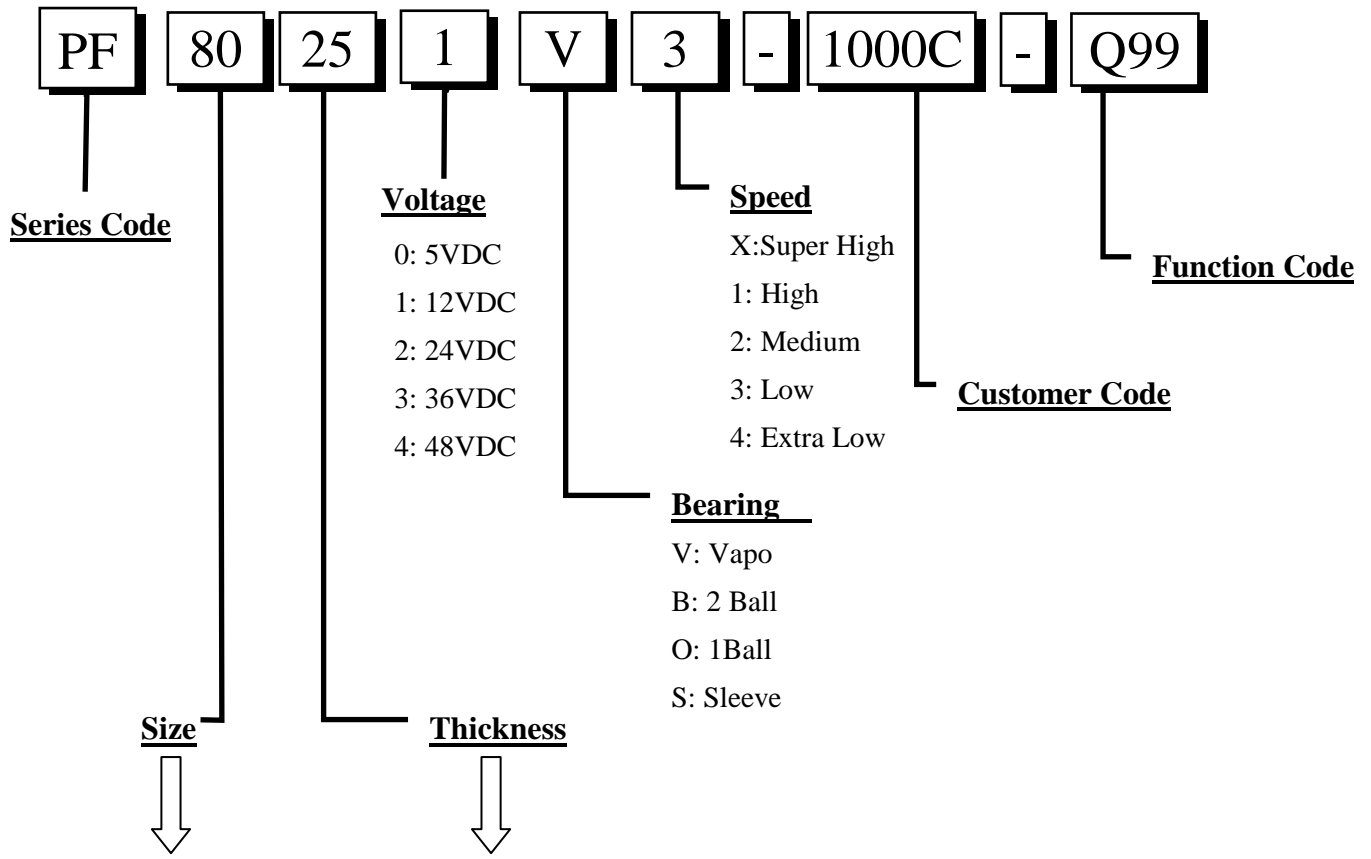 PF 80 25 1 V 3 - 1000C - Q99
Series Code
Voltage
0: 5VDC
1: 12VDC
2: 24VDC
3: 36VDC
4: 48VDC
Speed
X:Super High
1: High
2: Medium
3: Low
4: Extra Low
Function Code
Customer Code
Bearing
V: Vapo
B: 2 Ball
O: 1Ball
S: Sleeve
Size
Thickness